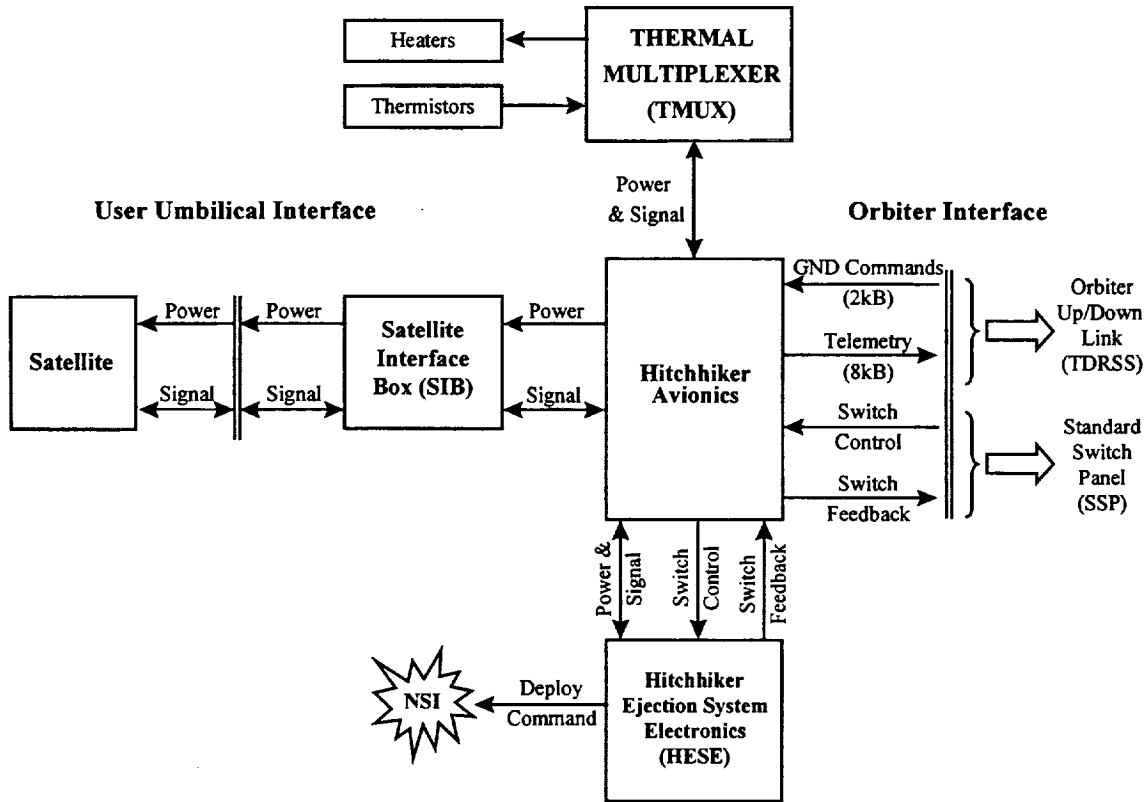 Heaters
Thermistors
THERMAL
MULTIPLEXER
(TMUX)
Power
& Signal
User Umbilical Interface
Orbiter Interface
Satellite
Power
Signal
Power
Signal
Satellite
Interface
Box (SIB)
Power
Signal
Hitchhiker
Avionics
GND Commands
(2kB)
Telemetry
(8kB)
Switch
Control
Switch
Feedback
Orbiter
Up/Down
Link
(TDRSS)
Standard
Switch
Panel
(SSP)
Power &
Signal
Switch
Control
Switch
Feedback
NSI
Deploy
Command
Hitchhiker
Ejection System
Electronics
(HESE)